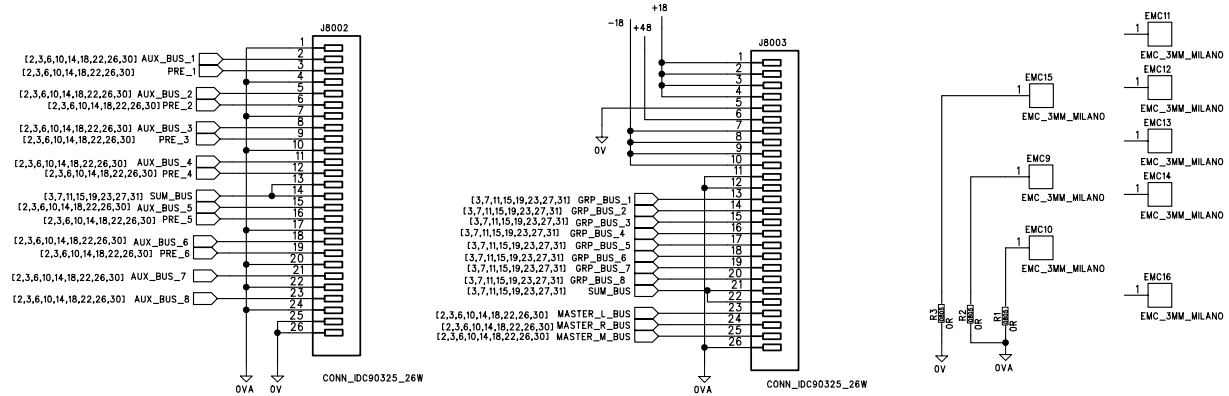 J8002
1
[2,3,6,10,14,18,22,26,30] AUX_BUS_1 2
[2,3,6,10,14,18,22,26,30] PRE_1 3
4
[2,3,6,10,14,18,22,26,30] AUX_BUS_2 5
[2,3,6,10,14,18,22,26,30] PRE_2 6
7
[2,3,6,10,14,18,22,26,30] AUX_BUS_3 8
[2,3,6,10,14,18,22,26,30] PRE_3 9
10
[2,3,6,10,14,18,22,26,30] AUX_BUS_4 11
[2,3,6,10,14,18,22,26,30] PRE_4 12
13
[3,7,11,15,19,23,27,31] SUM_BUS 14
[2,3,6,10,14,18,22,26,30] AUX_BUS_5 15
[2,3,6,10,14,18,22,26,30] PRE_5 16
17
[2,3,6,10,14,18,22,26,30] AUX_BUS_6 18
[2,3,6,10,14,18,22,26,30] PRE_6 19
20
[2,3,6,10,14,18,22,26,30] AUX_BUS_7 21
22
[2,3,6,10,14,18,22,26,30] AUX_BUS_8 23
24
25
26
0VA 0V
CONN_IDC90325_26W
+18
-18 +48
J8003
1
2
3
4
5
6
7
8
9
10
0V
11
12
[3,7,11,15,19,23,27,31] GRP_BUS_1 13
[3,7,11,15,19,23,27,31] GRP_BUS_2 14
[3,7,11,15,19,23,27,31] GRP_BUS_3 15
[3,7,11,15,19,23,27,31] GRP_BUS_4 16
[3,7,11,15,19,23,27,31] GRP_BUS_5 17
[3,7,11,15,19,23,27,31] GRP_BUS_6 18
[3,7,11,15,19,23,27,31] GRP_BUS_7 19
[3,7,11,15,19,23,27,31] GRP_BUS_8 20
[3,7,11,15,19,23,27,31] SUM_BUS 21
22
[2,3,6,10,14,18,22,26,30] MASTER_L_BUS 23
[2,3,6,10,14,18,22,26,30] MASTER_R_BUS 24
[2,3,6,10,14,18,22,26,30] MASTER_M_BUS 25
26
0VA
CONN_IDC90325_26W
EMC15
1
EMC_3MM_MILANO
EMC9
1
EMC_3MM_MILANO
EMC10
1
EMC_3MM_MILANO
R3 0R
R2 0R
R1 0R
0V 0VA
EMC11
1
EMC_3MM_MILANO
EMC12
1
EMC_3MM_MILANO
EMC13
1
EMC_3MM_MILANO
EMC14
1
EMC_3MM_MILANO
EMC16
1
EMC_3MM_MILANO